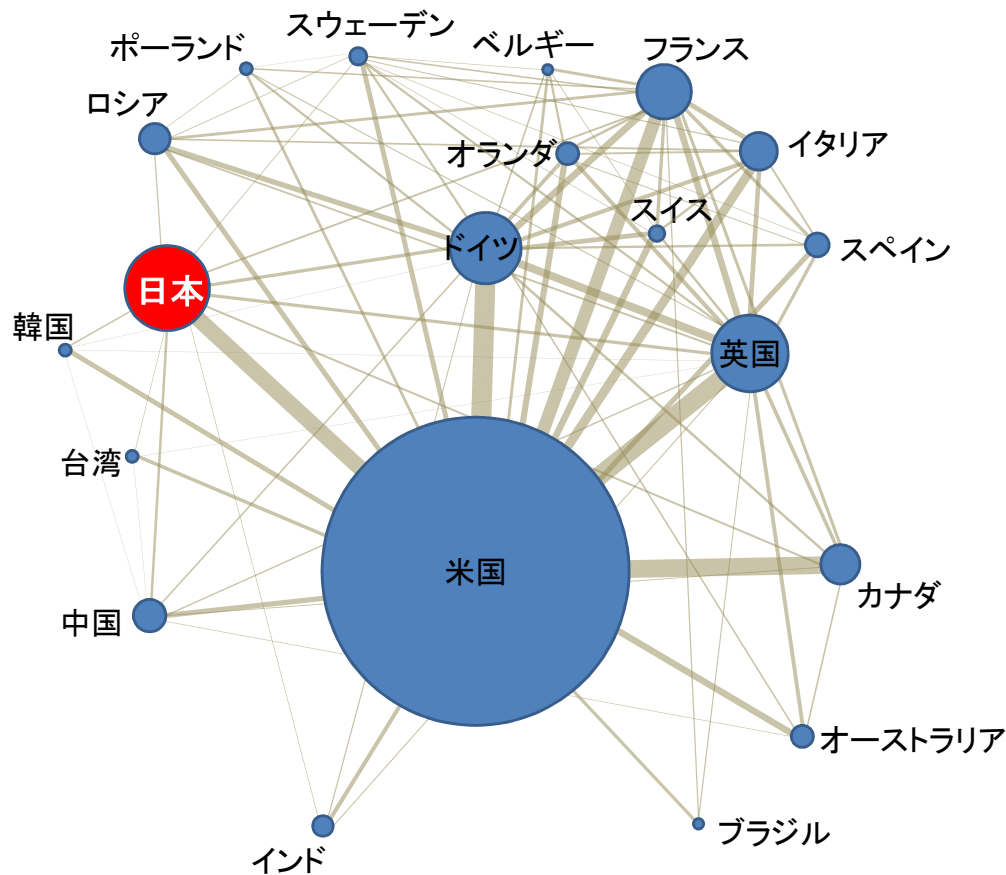 スウェーデン
ベルギー
フランス
ポーランド
ロシア
イタリア
オランダ
スイス
ドイツ
スペイン
日本
韓国
英国
台湾
米国
カナダ
中国
オーストラリア
ブラジル
インド